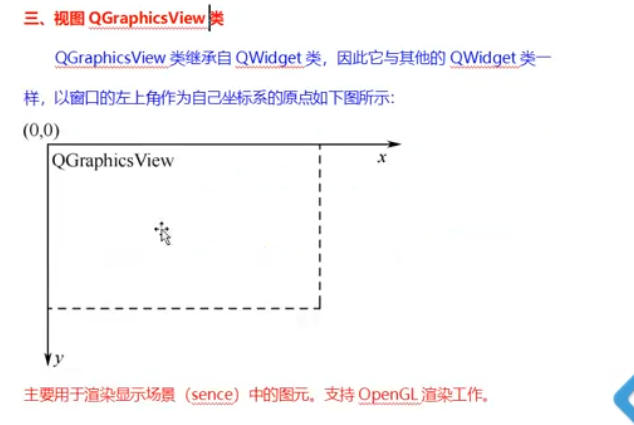 三、视图 QGraphicsView 类
QGraphicsView 类继承自 QWidget 类，因此它与其他的 QWidget 类一
样，以窗口的左上角作为自己坐标系的原点如下图所示：
(0,0)
QGraphicsView
x
y
主要用于渲染显示场景（sence）中的图元。支持 OpenGL 渲染工作。